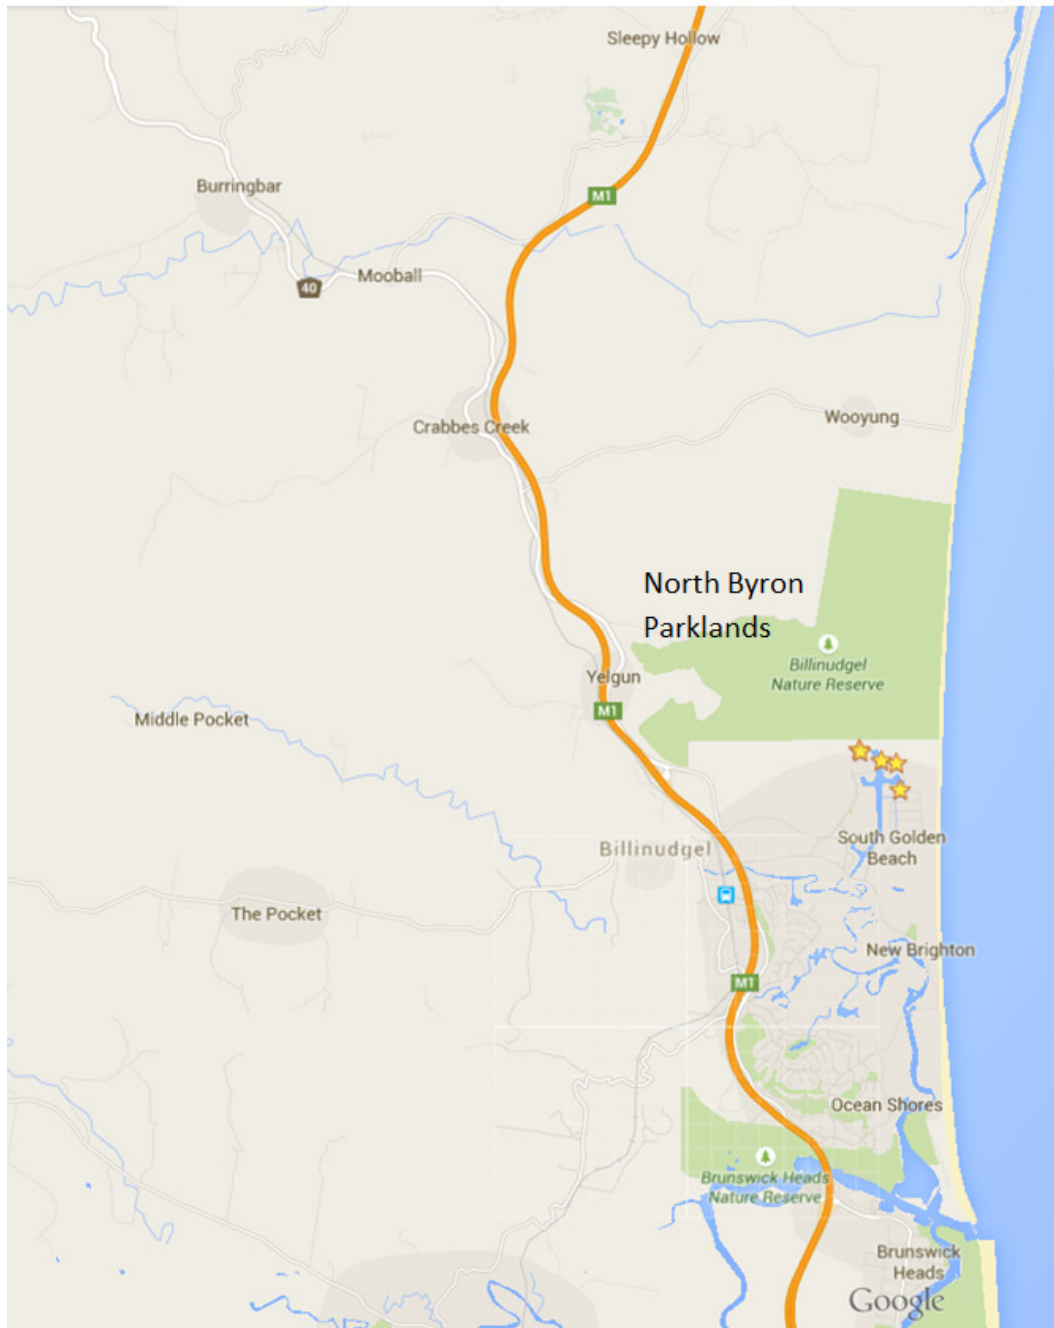 Sleepy Hollow
Burringbar
M1
Mooball
40
Wooyung
Crabbes Creek
North Byron
Parklands
Billinudgel
Nature Reserve
Yelgun
M1
Middle Pocket
South Golden
Beach
Billinudgel
The Pocket
New Brighton
M1
Ocean Shores
Brunswick Heads
Nature Reserve
Brunswick
Heads
Google